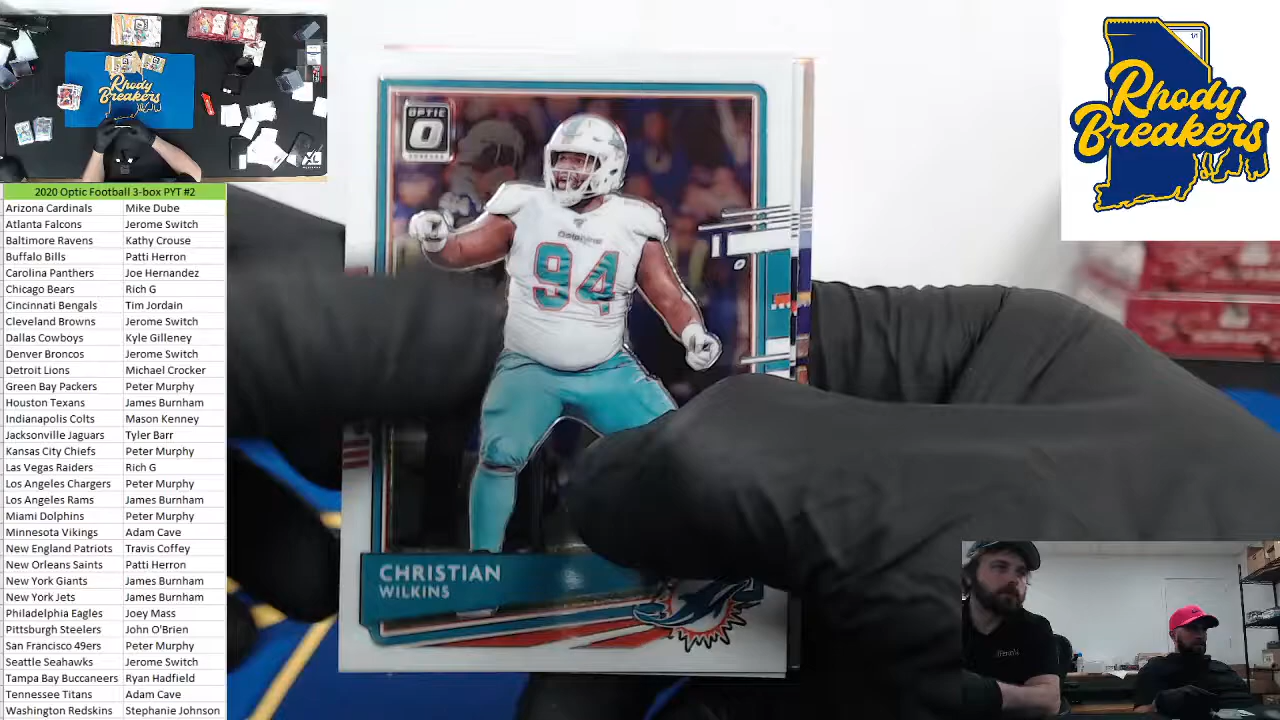 Rhody
Breakers
2020 Optic Football 3-box PYT #2
Arizona Cardinals Mike Dube
Atlanta Falcons Jerome Switch
Baltimore Ravens Kathy Crouse
Buffalo Bills Patti Herron
Carolina Panthers Joe Hernandez
Chicago Bears Rich G
Cincinnati Bengals Tim Jordain
Cleveland Browns Jerome Switch
Dallas Cowboys Kyle Gilleney
Denver Broncos Jerome Switch
Detroit Lions Michael Crocker
Green Bay Packers Peter Murphy
Houston Texans James Burnham
Indianapolis Colts Mason Kenney
Jacksonville Jaguars Tyler Barr
Kansas City Chiefs Peter Murphy
Las Vegas Raiders Rich G
Los Angeles Chargers Peter Murphy
Los Angeles Rams James Burnham
Miami Dolphins Peter Murphy
Minnesota Vikings Adam Cave
New England Patriots Travis Coffey
New Orleans Saints Patti Herron
New York Giants James Burnham
New York Jets James Burnham
Philadelphia Eagles Joey Mass
Pittsburgh Steelers John O'Brien
San Francisco 49ers Peter Murphy
Seattle Seahawks Jerome Switch
Tampa Bay Buccaneers Ryan Hadfield
Tennessee Titans Adam Cave
Washington Redskins Stephanie Johnson
OPTIC
O
Dolphins
94
CHRISTIAN
WILKINS
1/1
Rhody
Breakers